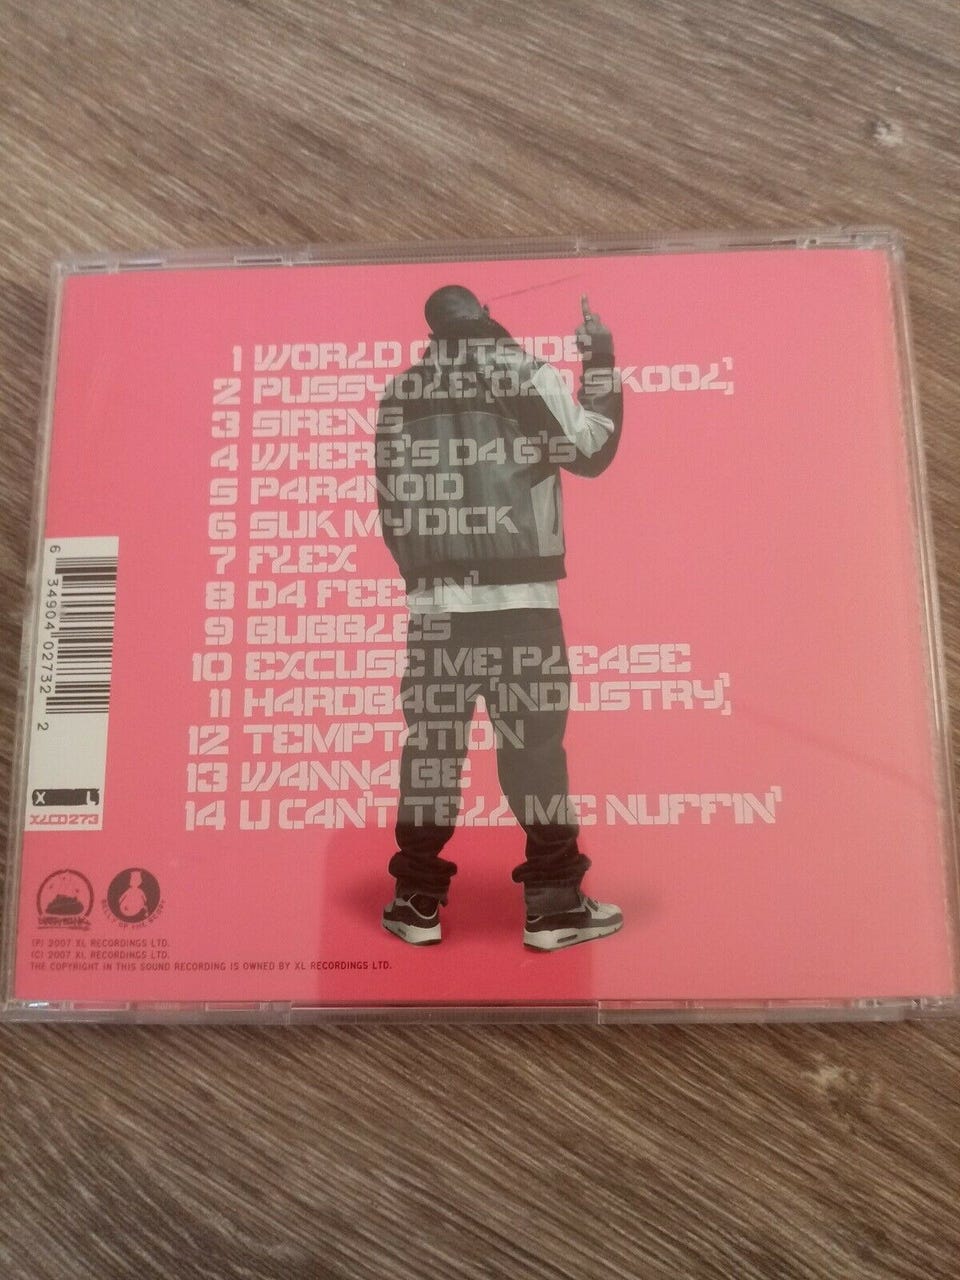 1 WORLD OUTSIDE
2 PUSSYOLE [OLD SKOOL]
3 SIRENS
4 WHERE'S DA G'S
5 PARANOID
6 SUK MY DICK
7 FLEX
8 DA FEELIN'
9 BUBBLES
10 EXCUSE ME PLEASE
11 HARDBACK [INDUSTRY]
12 TEMPTATION
13 WANNA BE
14 U CAN'T TELL ME NUFFIN'
6 34904 02732 2
XL
XLCD273
(P) 2007 XL RECORDINGS LTD.
(C) 2007 XL RECORDINGS LTD.
THE COPYRIGHT IN THIS SOUND RECORDING IS OWNED BY XL RECORDINGS LTD.